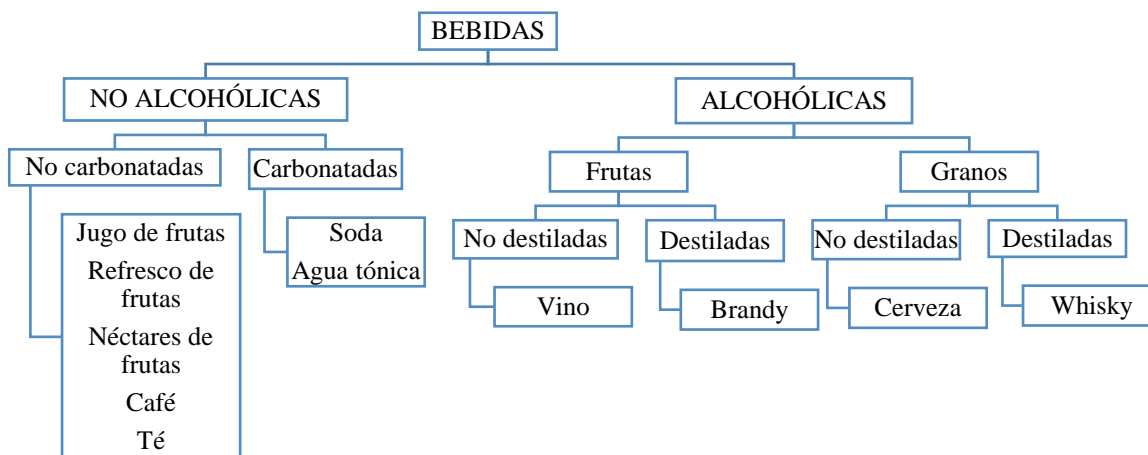 BEBIDAS
NO ALCOHÓLICAS
ALCOHÓLICAS
No carbonatadas
Carbonatadas
Frutas
Granos
Jugo de frutas
Refresco de
frutas
Néctares de
frutas
Café
Té
Soda
Agua tónica
No destiladas
Destiladas
No destiladas
Destiladas
Vino
Brandy
Cerveza
Whisky